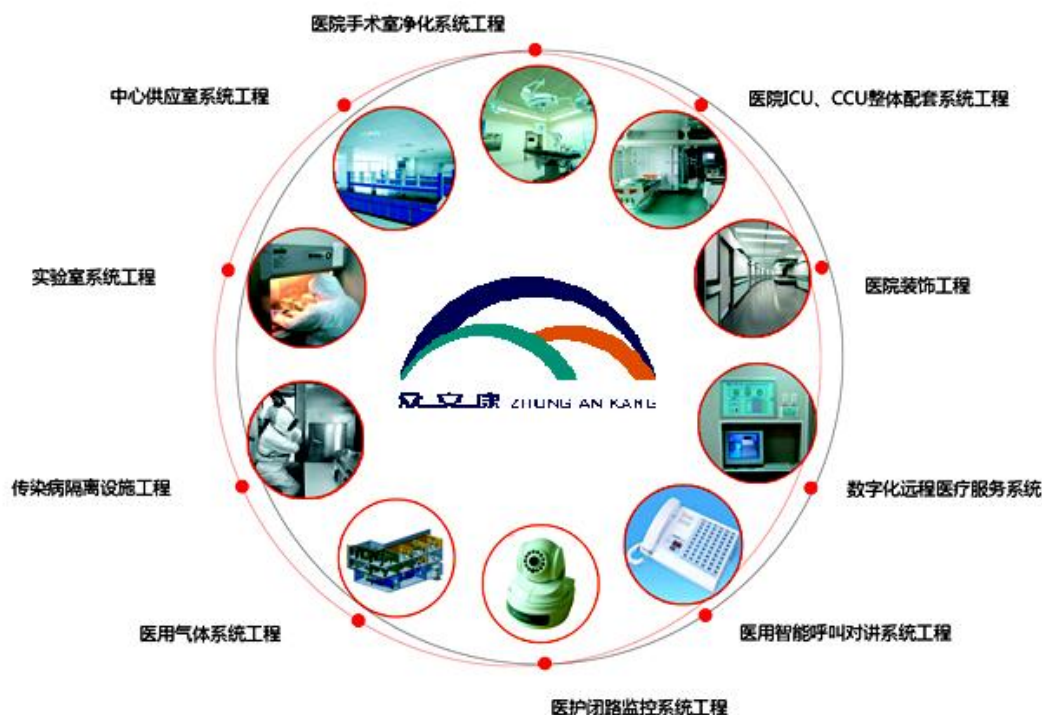 医院手术室净化系统工程
中心供应室系统工程
医院ICU、CCU整体配套系统工程
实验室系统工程
医院装饰工程
众安康 ZHONG AN KANG
传染病隔离设施工程
数字化远程医疗服务系统
医用气体系统工程
医用智能呼叫对讲系统工程
医护闭路监控系统工程